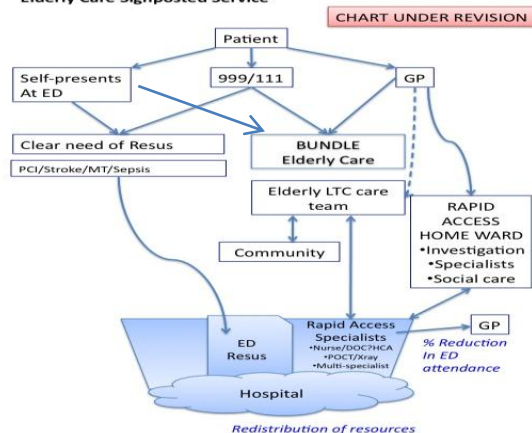 Elderly Care Signposted Service
CHART UNDER REVISION
Patient
Self-presents
At ED
999/111
GP
Clear need of Resus
PCI/Stroke/MT/Sepsis
BUNDLE
Elderly Care
Elderly LTC care
team
Community
RAPID
ACCESS
HOME WARD
•Investigation
•Specialists
•Social care
ED
Resus
Rapid Access
Specialists
•Nurse/DOC?HCA
•POCT/Xray
•Multi-specialist
GP
% Reduction
In ED
attendance
Hospital
Redistribution of resources